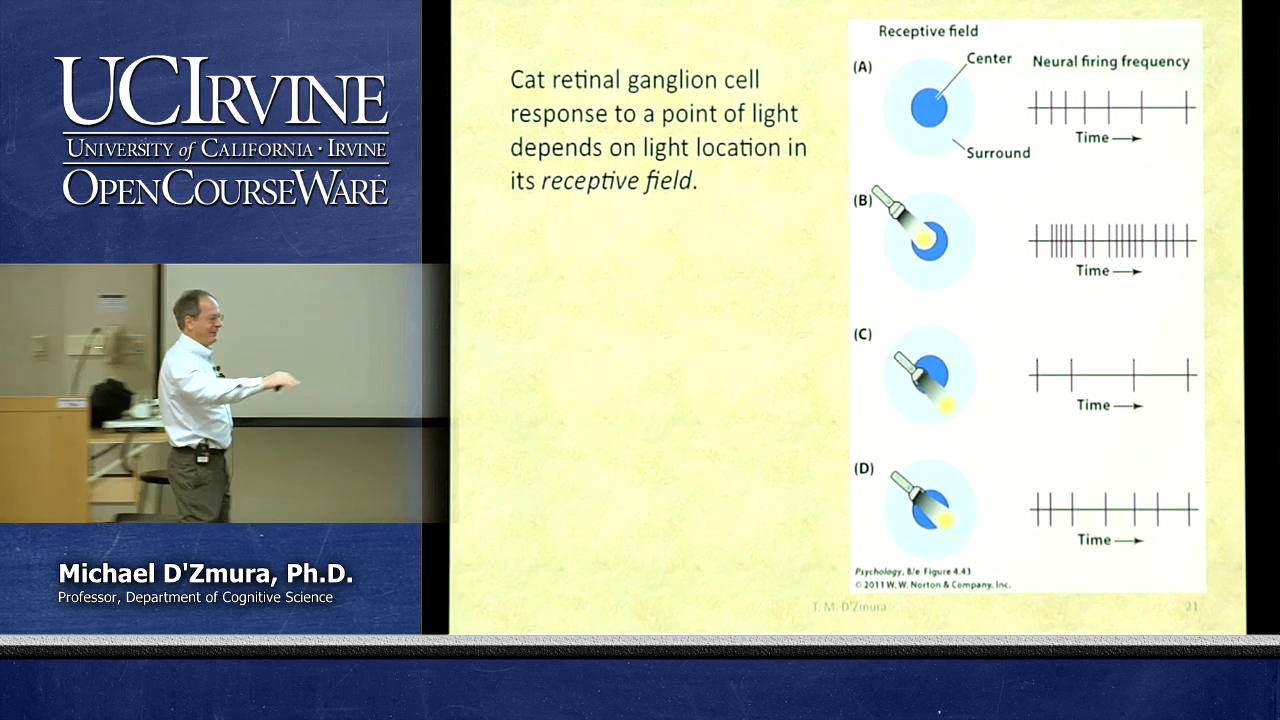 UCIRVINE
UNIVERSITY of CALIFORNIA · IRVINE
OPENCOURSEWARE
Michael D'Zmura, Ph.D.
Professor, Department of Cognitive Science
Cat retinal ganglion cell
response to a point of light
depends on light location in
its receptive field.
Receptive field
(A)
Center
Surround
Neural firing frequency
Time
(B)
Time
(C)
Time
(D)
Time
Psychology, 8/e Figure 4.43
© 2011 W. W. Norton & Company, Inc.
T. M. D'Zmura
21